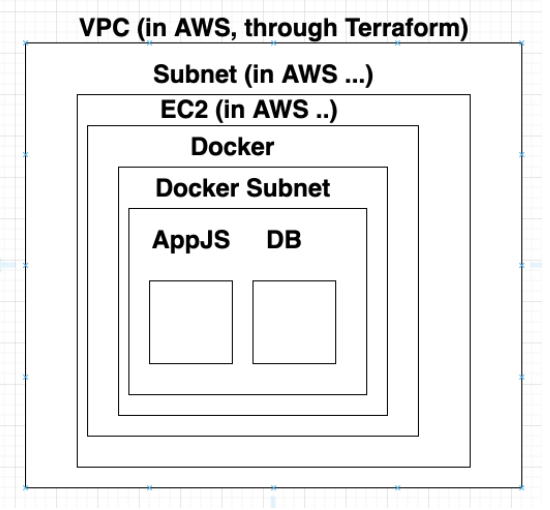 VPC (in AWS, through Terraform)
Subnet (in AWS ...)
EC2 (in AWS ..)
Docker
Docker Subnet
AppJS DB